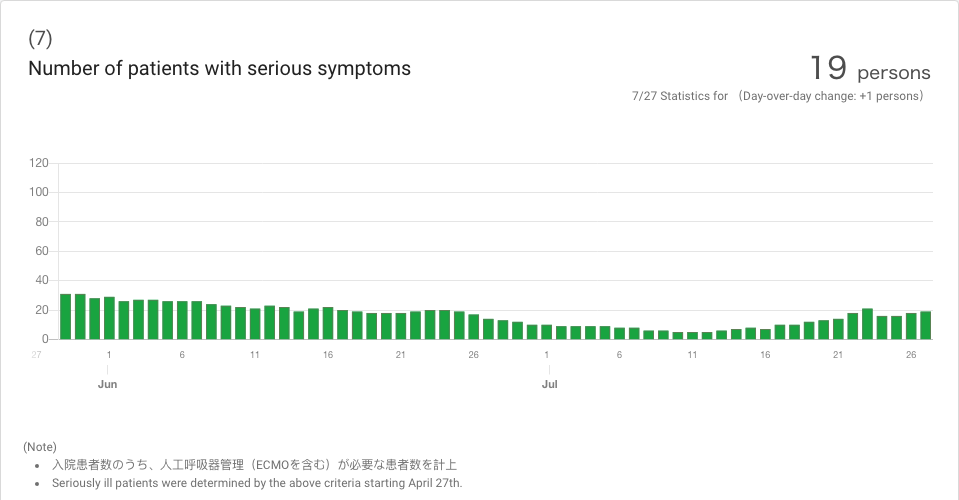 (7)
Number of patients with serious symptoms
19 persons
7/27 Statistics for （Day-over-day change: +1 persons）
120
100
80
60
40
20
0
27 1 6 11 16 21 26 1 6 11 16 21 26
Jun Jul
(Note)
• 入院患者数のうち、人工呼吸器管理（ECMOを含む）が必要な患者数を計上
• Seriously ill patients were determined by the above criteria starting April 27th.